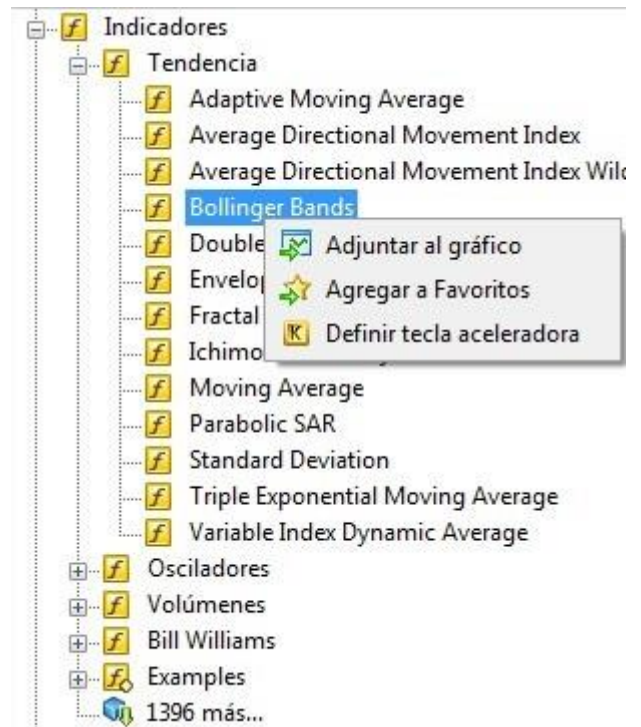 Indicadores
Tendencia
Adaptive Moving Average
Average Directional Movement Index
Average Directional Movement Index
Bollinger Bands
Adjuntar al gráfico
Agregar a Favoritos
Definir tecla aceleradora
Double
Fractal
Moving Average
Parabolic SAR
Standard Deviation
Triple Exponential Moving Average
Variable Index Dynamic Average
Osciladores
Volúmenes
Bill Williams
Examples
1396 más...